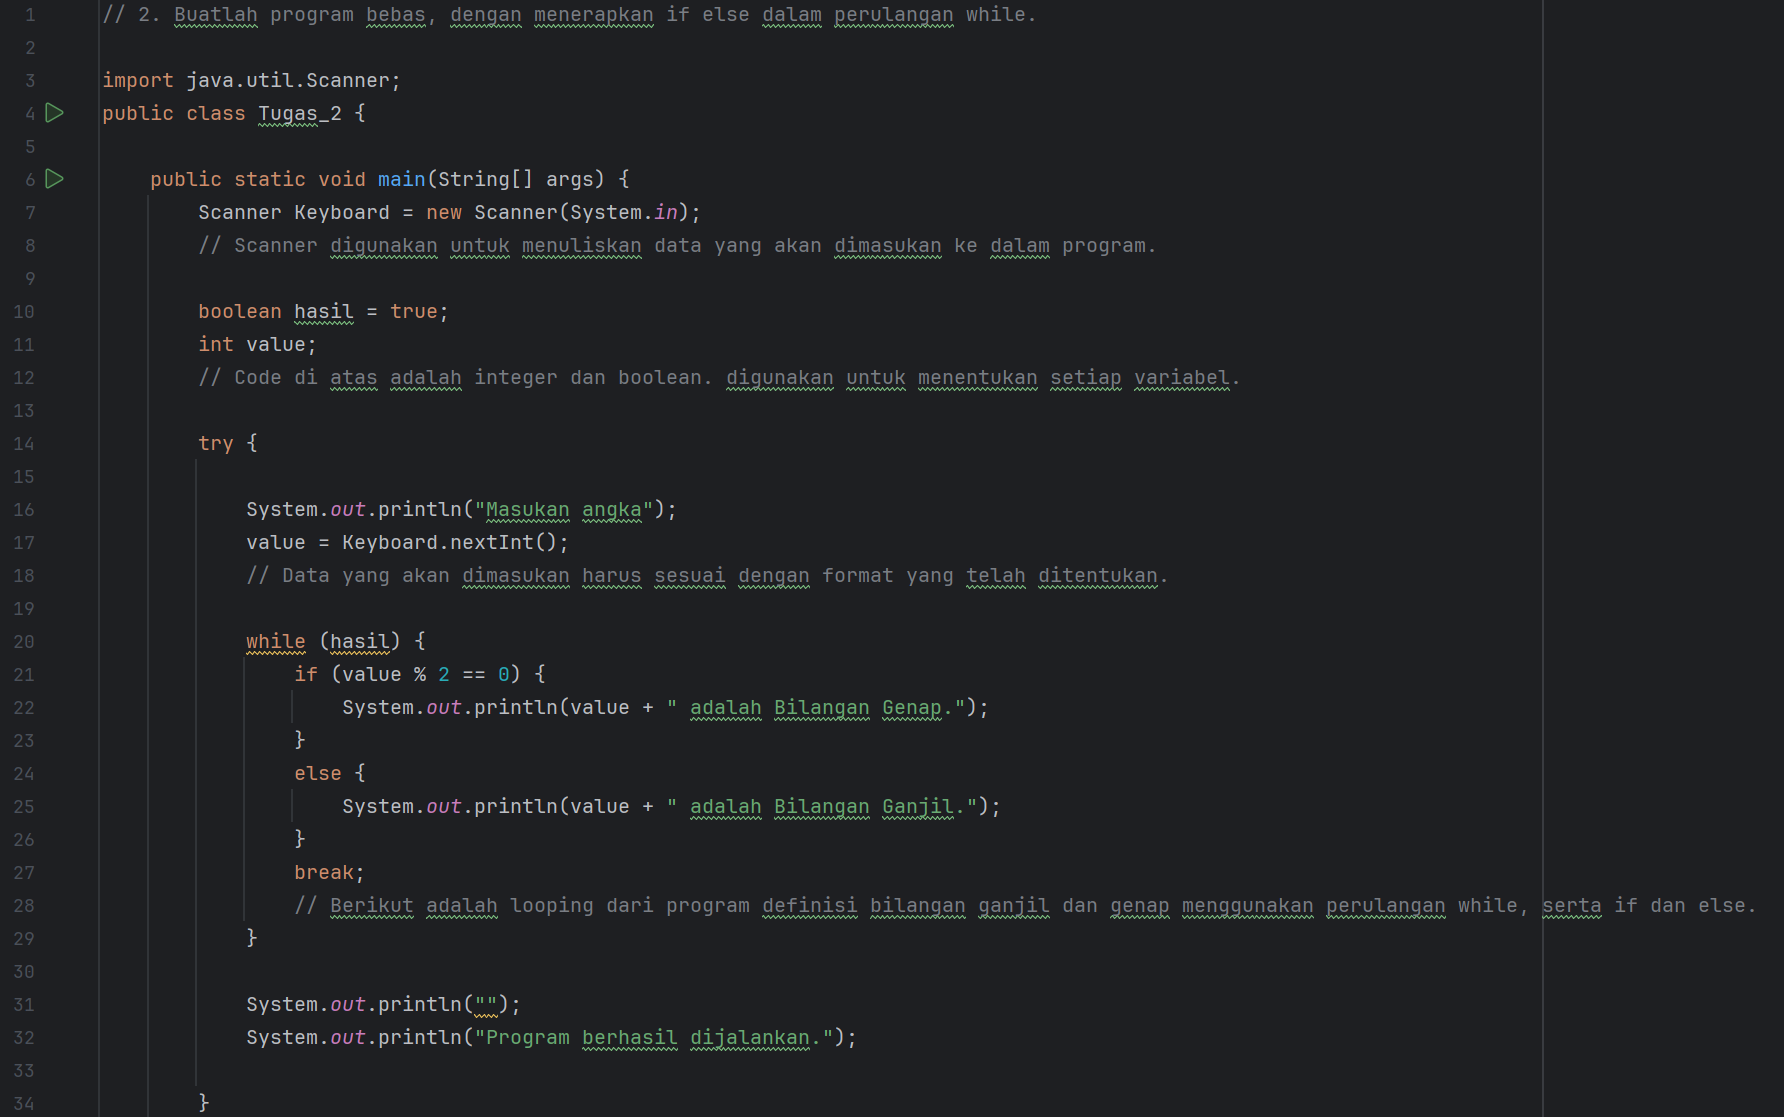 1 // 2. Buatlah program bebas, dengan menerapkan if else dalam perulangan while.
2
3 import java.util.Scanner;
4 public class Tugas_2 {
5
6 public static void main(String[] args) {
7 Scanner Keyboard = new Scanner(System.in);
8 // Scanner digunakan untuk menuliskan data yang akan dimasukan ke dalam program.
9
10 boolean hasil = true;
11 int value;
12 // Code di atas adalah integer dan boolean. digunakan untuk menentukan setiap variabel.
13
14 try {
15
16 System.out.println("Masukan angka");
17 value = Keyboard.nextInt();
18 // Data yang akan dimasukan harus sesuai dengan format yang telah ditentukan.
19
20 while (hasil) {
21 if (value % 2 == 0) {
22 System.out.println(value + " adalah Bilangan Genap.");
23 }
24 else {
25 System.out.println(value + " adalah Bilangan Ganjil.");
26 }
27 break;
28 // Berikut adalah looping dari program definisi bilangan ganjil dan genap menggunakan perulangan while, serta if dan else.
29 }
30
31 System.out.println("");
32 System.out.println("Program berhasil dijalankan.");
33
34 }